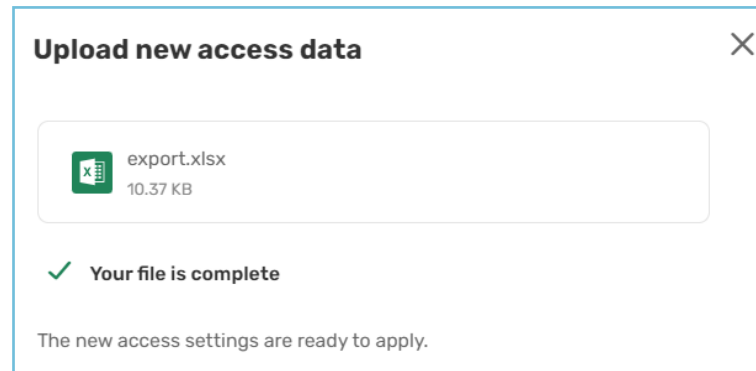 Upload new access data
export.xlsx
10.37 KB
Your file is complete
The new access settings are ready to apply.